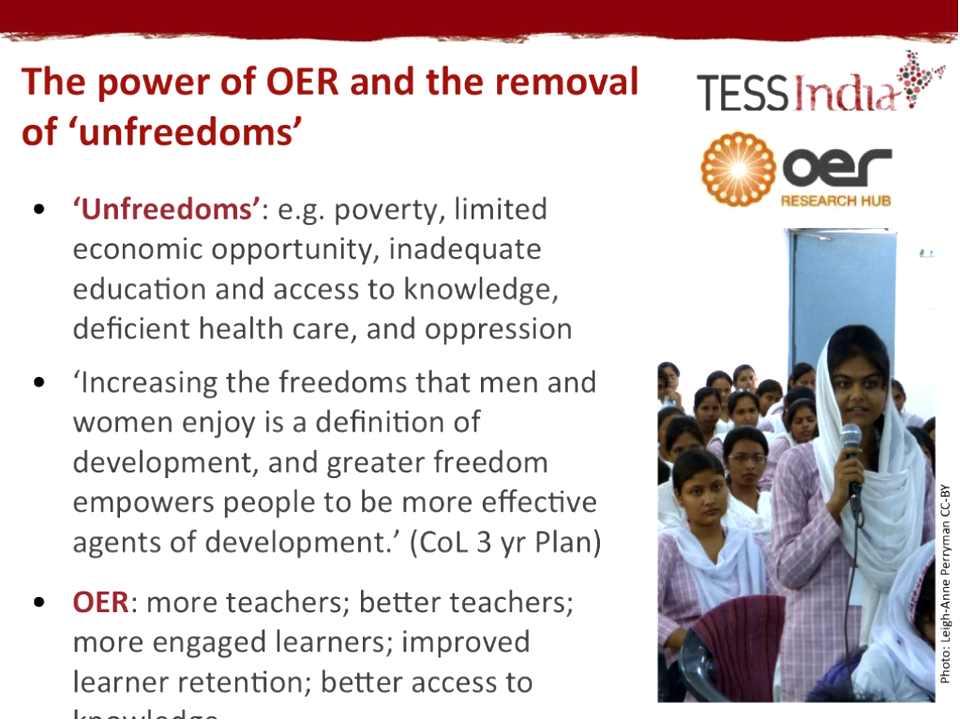 The power of OER and the removal
of ‘unfreedoms’
TESSIndia
oer
RESEARCH HUB
• ‘Unfreedoms’: e.g. poverty, limited
economic opportunity, inadequate
education and access to knowledge,
deficient health care, and oppression
• ‘Increasing the freedoms that men and
women enjoy is a definition of
development, and greater freedom
empowers people to be more effective
agents of development.’ (CoL 3 yr Plan)
• OER: more teachers; better teachers;
more engaged learners; improved
learner retention; better access to
knowledge
Photo: Leigh-Anne Perryman CC-BY